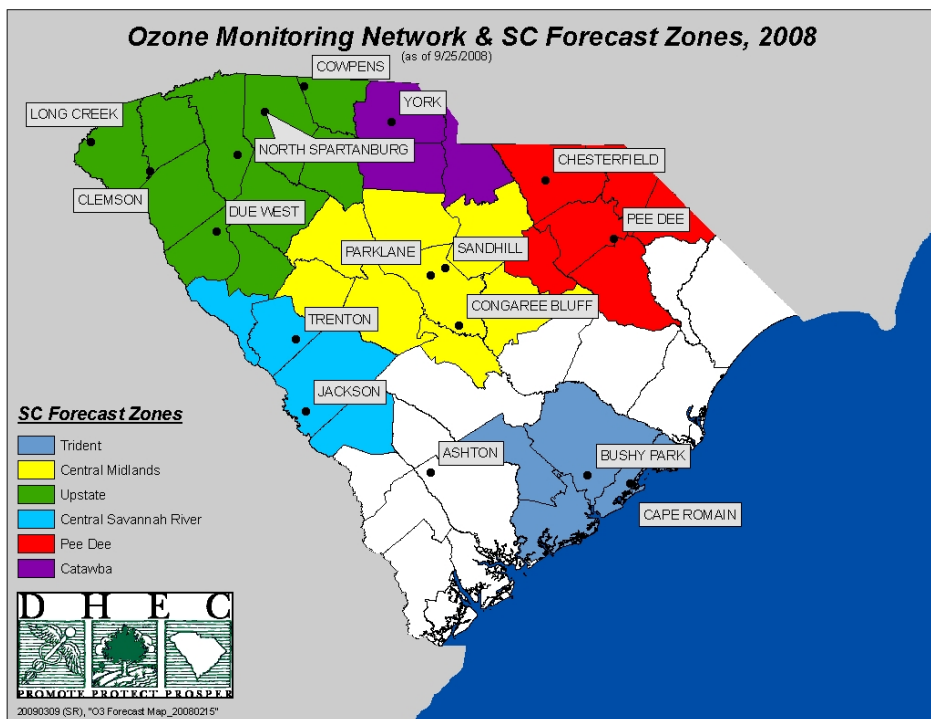 Ozone Monitoring Network & SC Forecast Zones, 2008
(as of 9/25/2008)
COWPENS
LONG CREEK
YORK
NORTH SPARTANBURG
CHESTERFIELD
CLEMSON
DUE WEST
PEE DEE
PARKLANE
SANDHILL
CONGAREE BLUFF
TRENTON
JACKSON
ASHTON
BUSHY PARK
CAPE ROMAIN
SC Forecast Zones
Trident
Central Midlands
Upstate
Central Savannah River
Pee Dee
Catawba
D H E C
PROMOTE PROTECT PROSPER
20090309 (SR), "O3 Forecast Map_20080215"